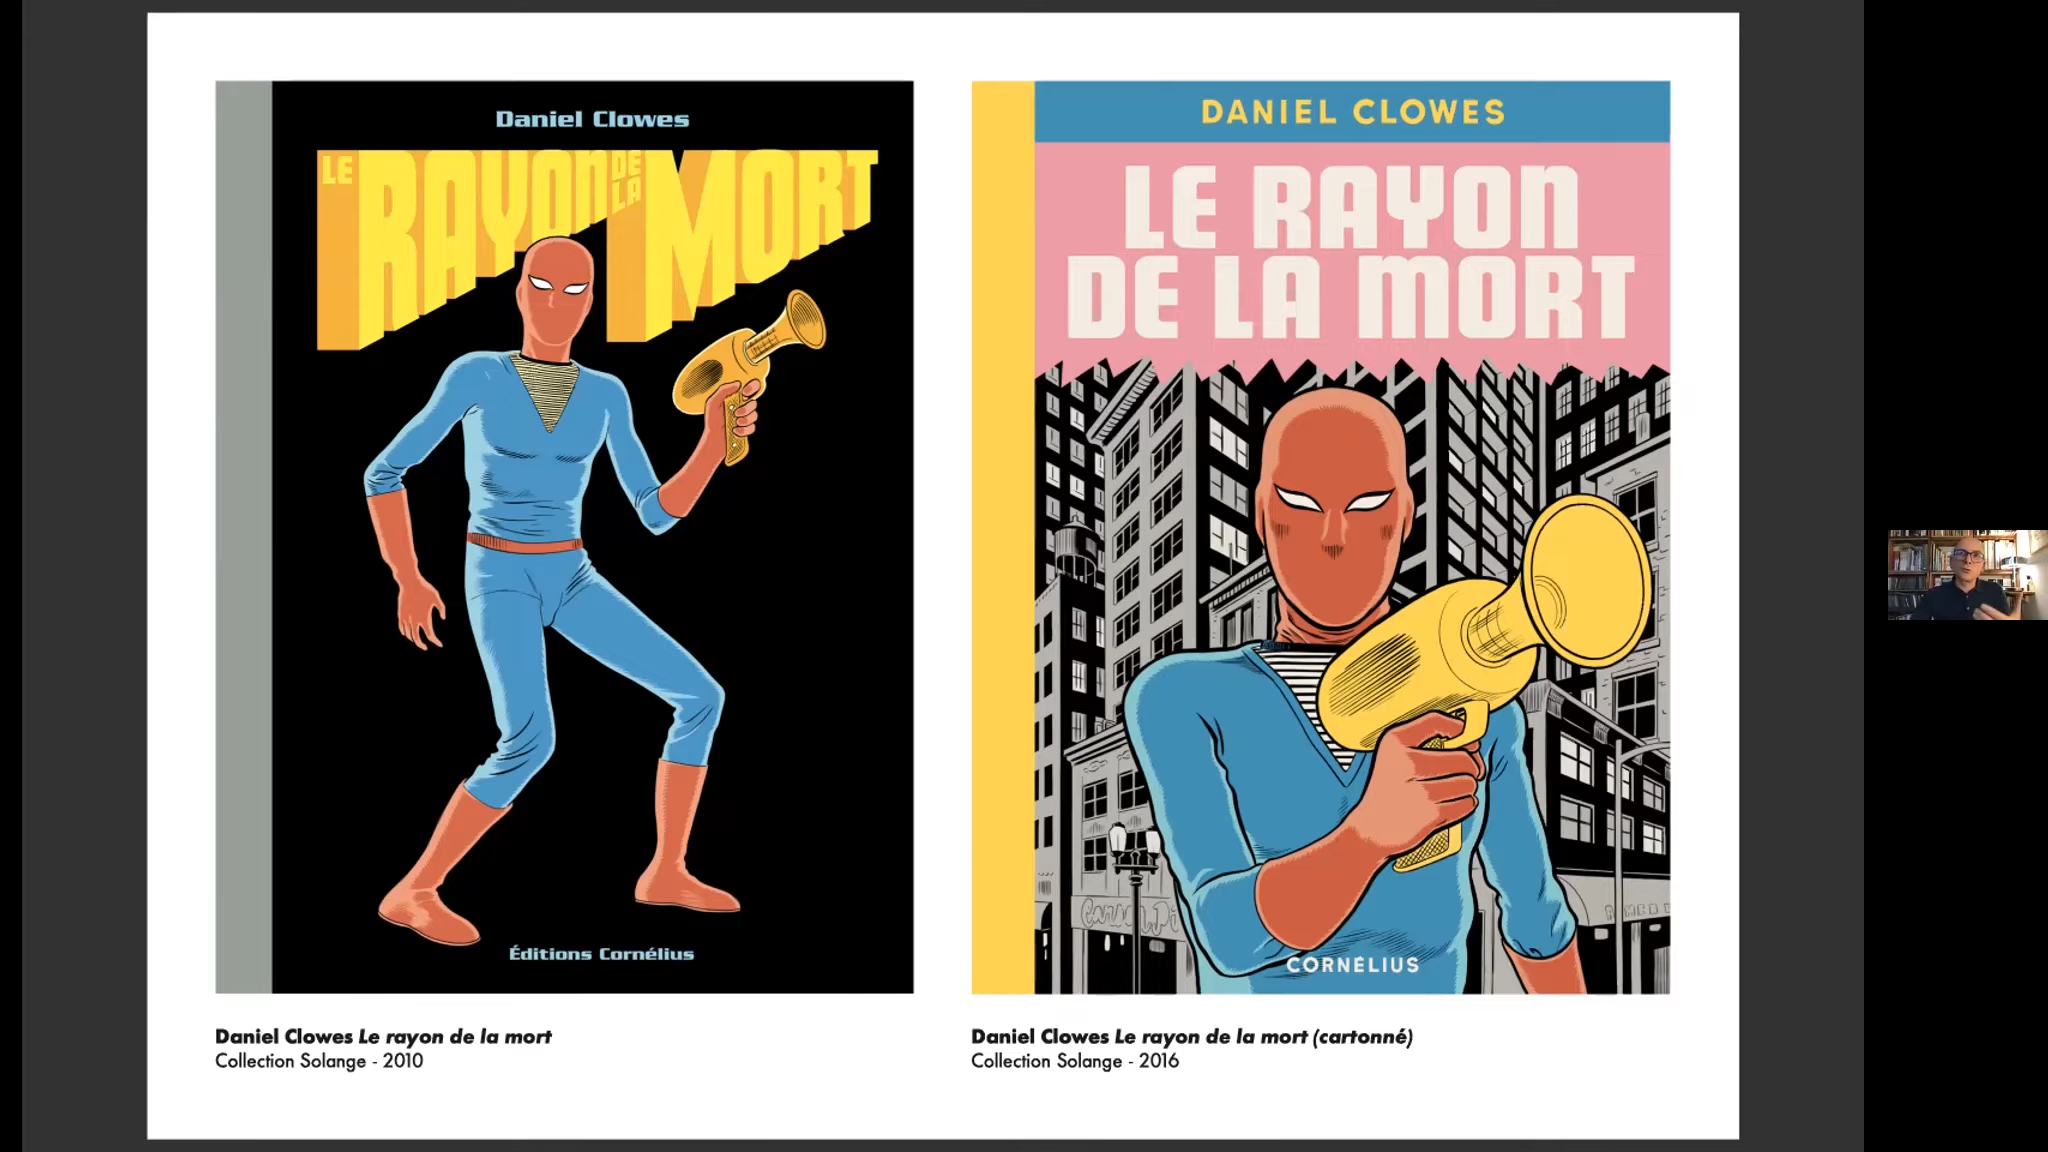 Daniel Clowes
LE RAYON DE LA MORT
Éditions Cornélius
Daniel Clowes Le rayon de la mort
Collection Solange - 2010
DANIEL CLOWES
LE RAYON
DE LA MORT
CORNÉLIUS
Daniel Clowes Le rayon de la mort (cartonné)
Collection Solange - 2016